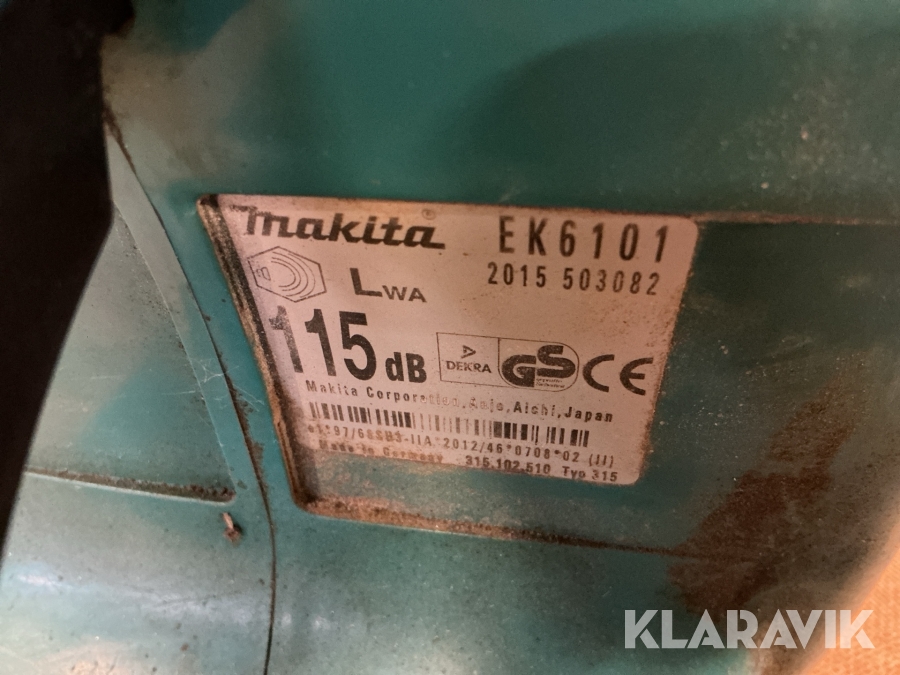 makita® EK6101
2015 503082
LWA
115 dB
DEKRA
GS
CE
Makita Corporation, Anjo, Aichi, Japan
e1*97/68SB3-IIA*2012/46*0708*02 (II)
Made in Germany 315.102.510 Typ 315
KLARAVIK